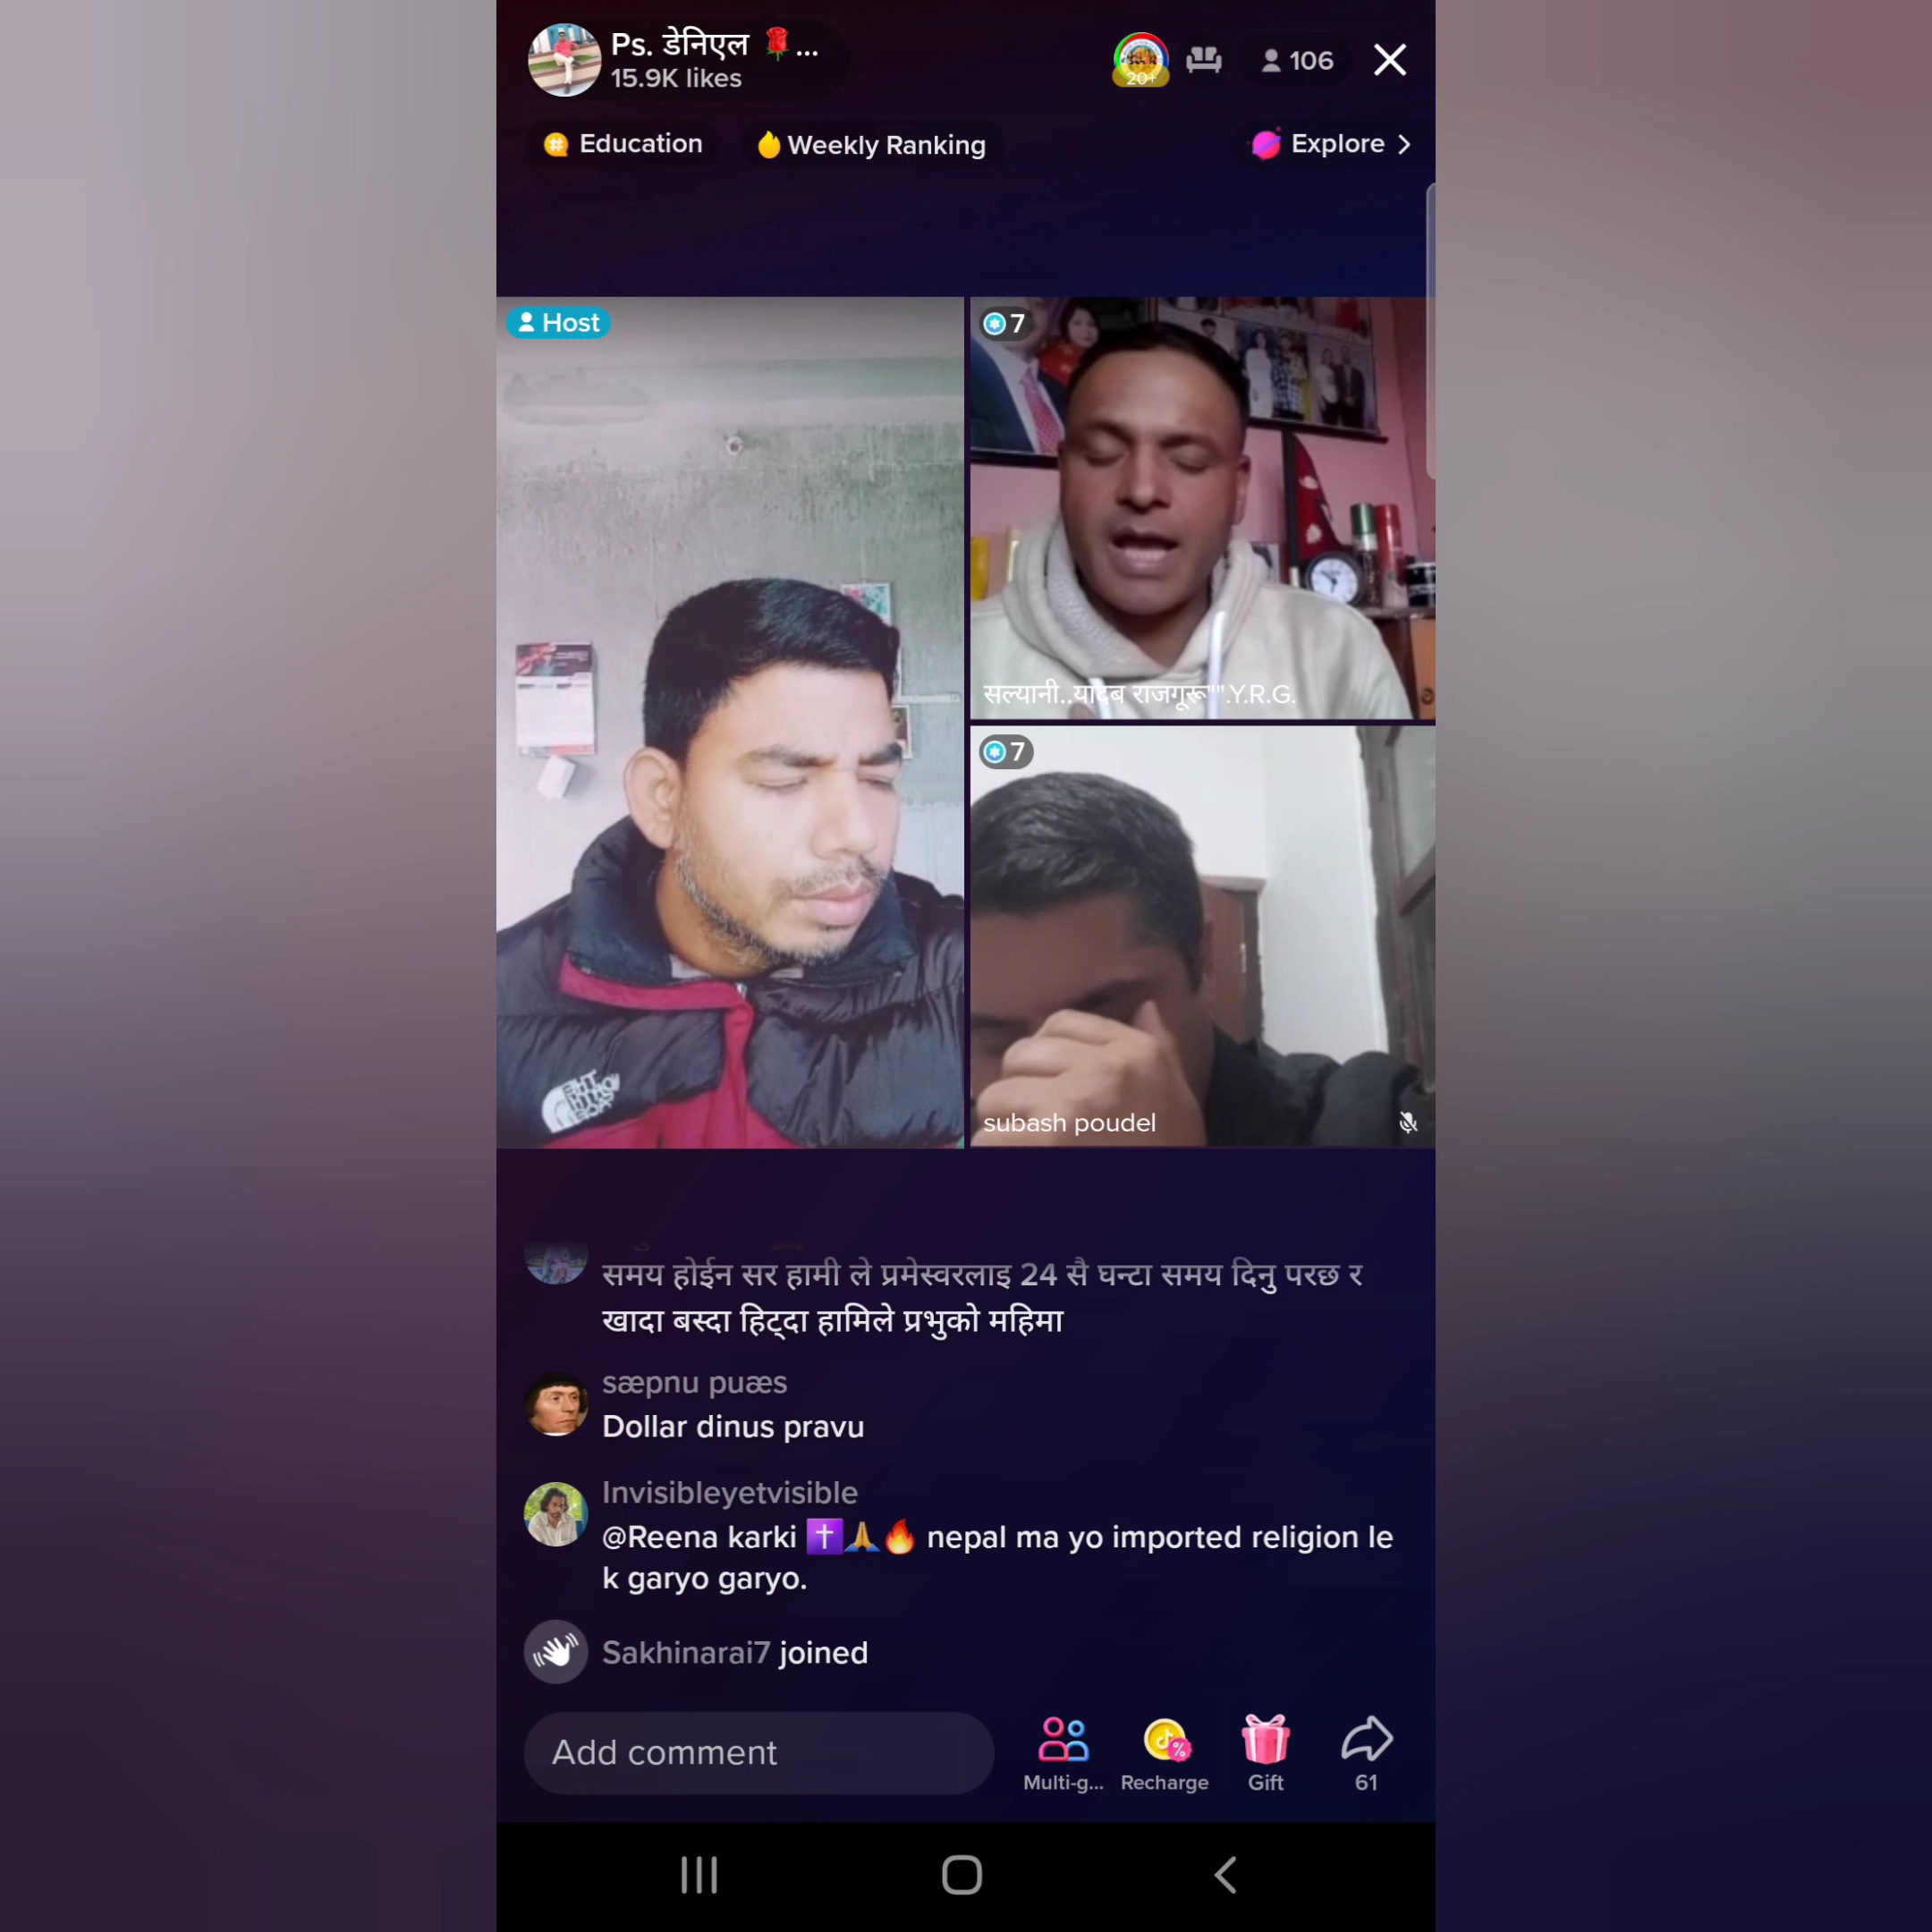 Ps. डेनिएल 🌹...
15.9K likes
20+
106
Education
Weekly Ranking
Explore
Host
7
सल्यानी..यादब राजगूरू"".Y.R.G.
7
subash poudel
समय होईन सर हामी ले प्रमेस्वरलाइ 24 सै घन्टा समय दिनु परछ र
खादा बस्दा हिट्दा हामिले प्रभुको महिमा
sæpnu puæs
Dollar dinus pravu
Invisibleyetvisible
@Reena karki ✝️🙏🔥 nepal ma yo imported religion le
k garyo garyo.
Sakhinarai7 joined
Add comment
Multi-g...
Recharge
Gift
61